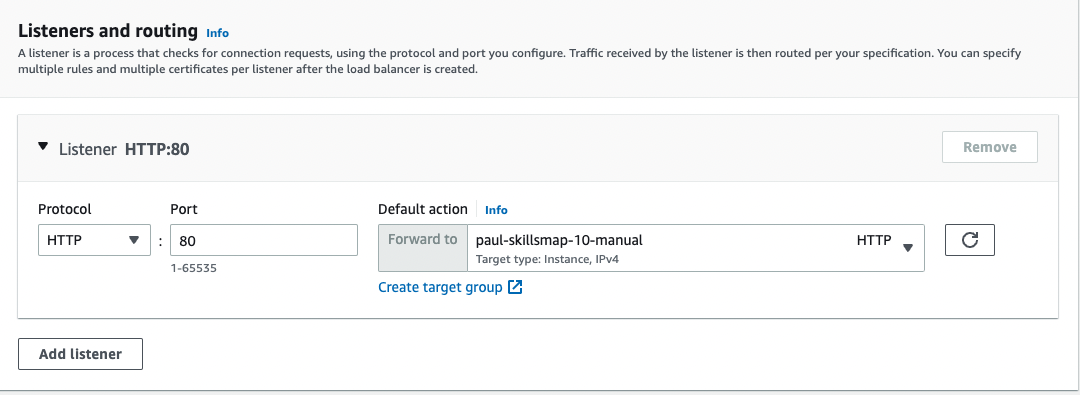 Listeners and routing Info
A listener is a process that checks for connection requests, using the protocol and port you configure. Traffic received by the listener is then routed per your specification. You can specify
multiple rules and multiple certificates per listener after the load balancer is created.
Listener HTTP:80
Remove
Protocol
Port
Default action Info
HTTP
:
80
Forward to
paul-skillsmap-10-manual
HTTP
Target type: Instance, IPv4
1-65535
Create target group
Add listener